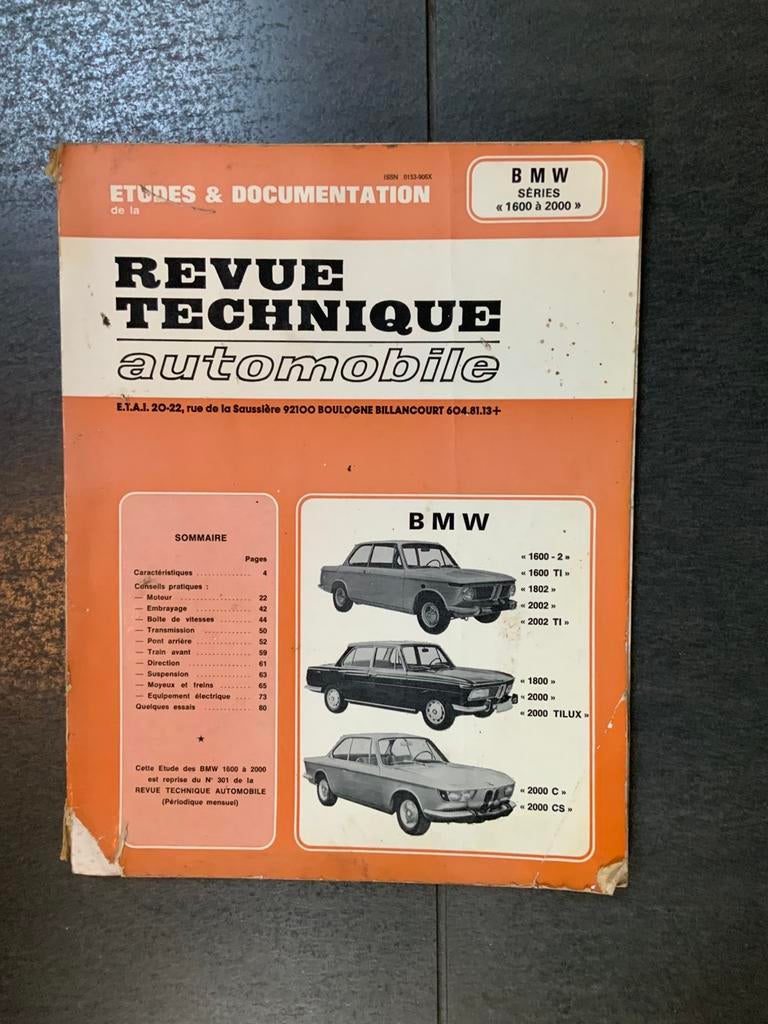 ISSN 0153-906X
ETUDES & DOCUMENTATION
de la
BMW
SÉRIES
« 1600 à 2000 »
REVUE
TECHNIQUE
automobile
E.T.A.I. 20-22, rue de la Saussière 92100 BOULOGNE BILLANCOURT 604.81.13+
SOMMAIRE
Pages
Caractéristiques ............ 4
Conseils pratiques :
— Moteur ............ 22
— Embrayage ............ 42
— Boîte de vitesses ........ 44
— Transmission ............ 50
— Pont arrière ............ 52
— Train avant ............ 59
— Direction ............ 61
— Suspension ............ 63
— Moyeux et freins ........ 65
— Equipement électrique .... 73
Quelques essais ............ 80
★
Cette Etude des BMW 1600 à 2000
est reprise du N° 301 de la
REVUE TECHNIQUE AUTOMOBILE
(Périodique mensuel)
BMW
« 1600 - 2 »
« 1600 TI »
« 1802 »
« 2002 »
« 2002 TI »
« 1800 »
« 2000 »
« 2000 TILUX »
« 2000 C »
« 2000 CS »